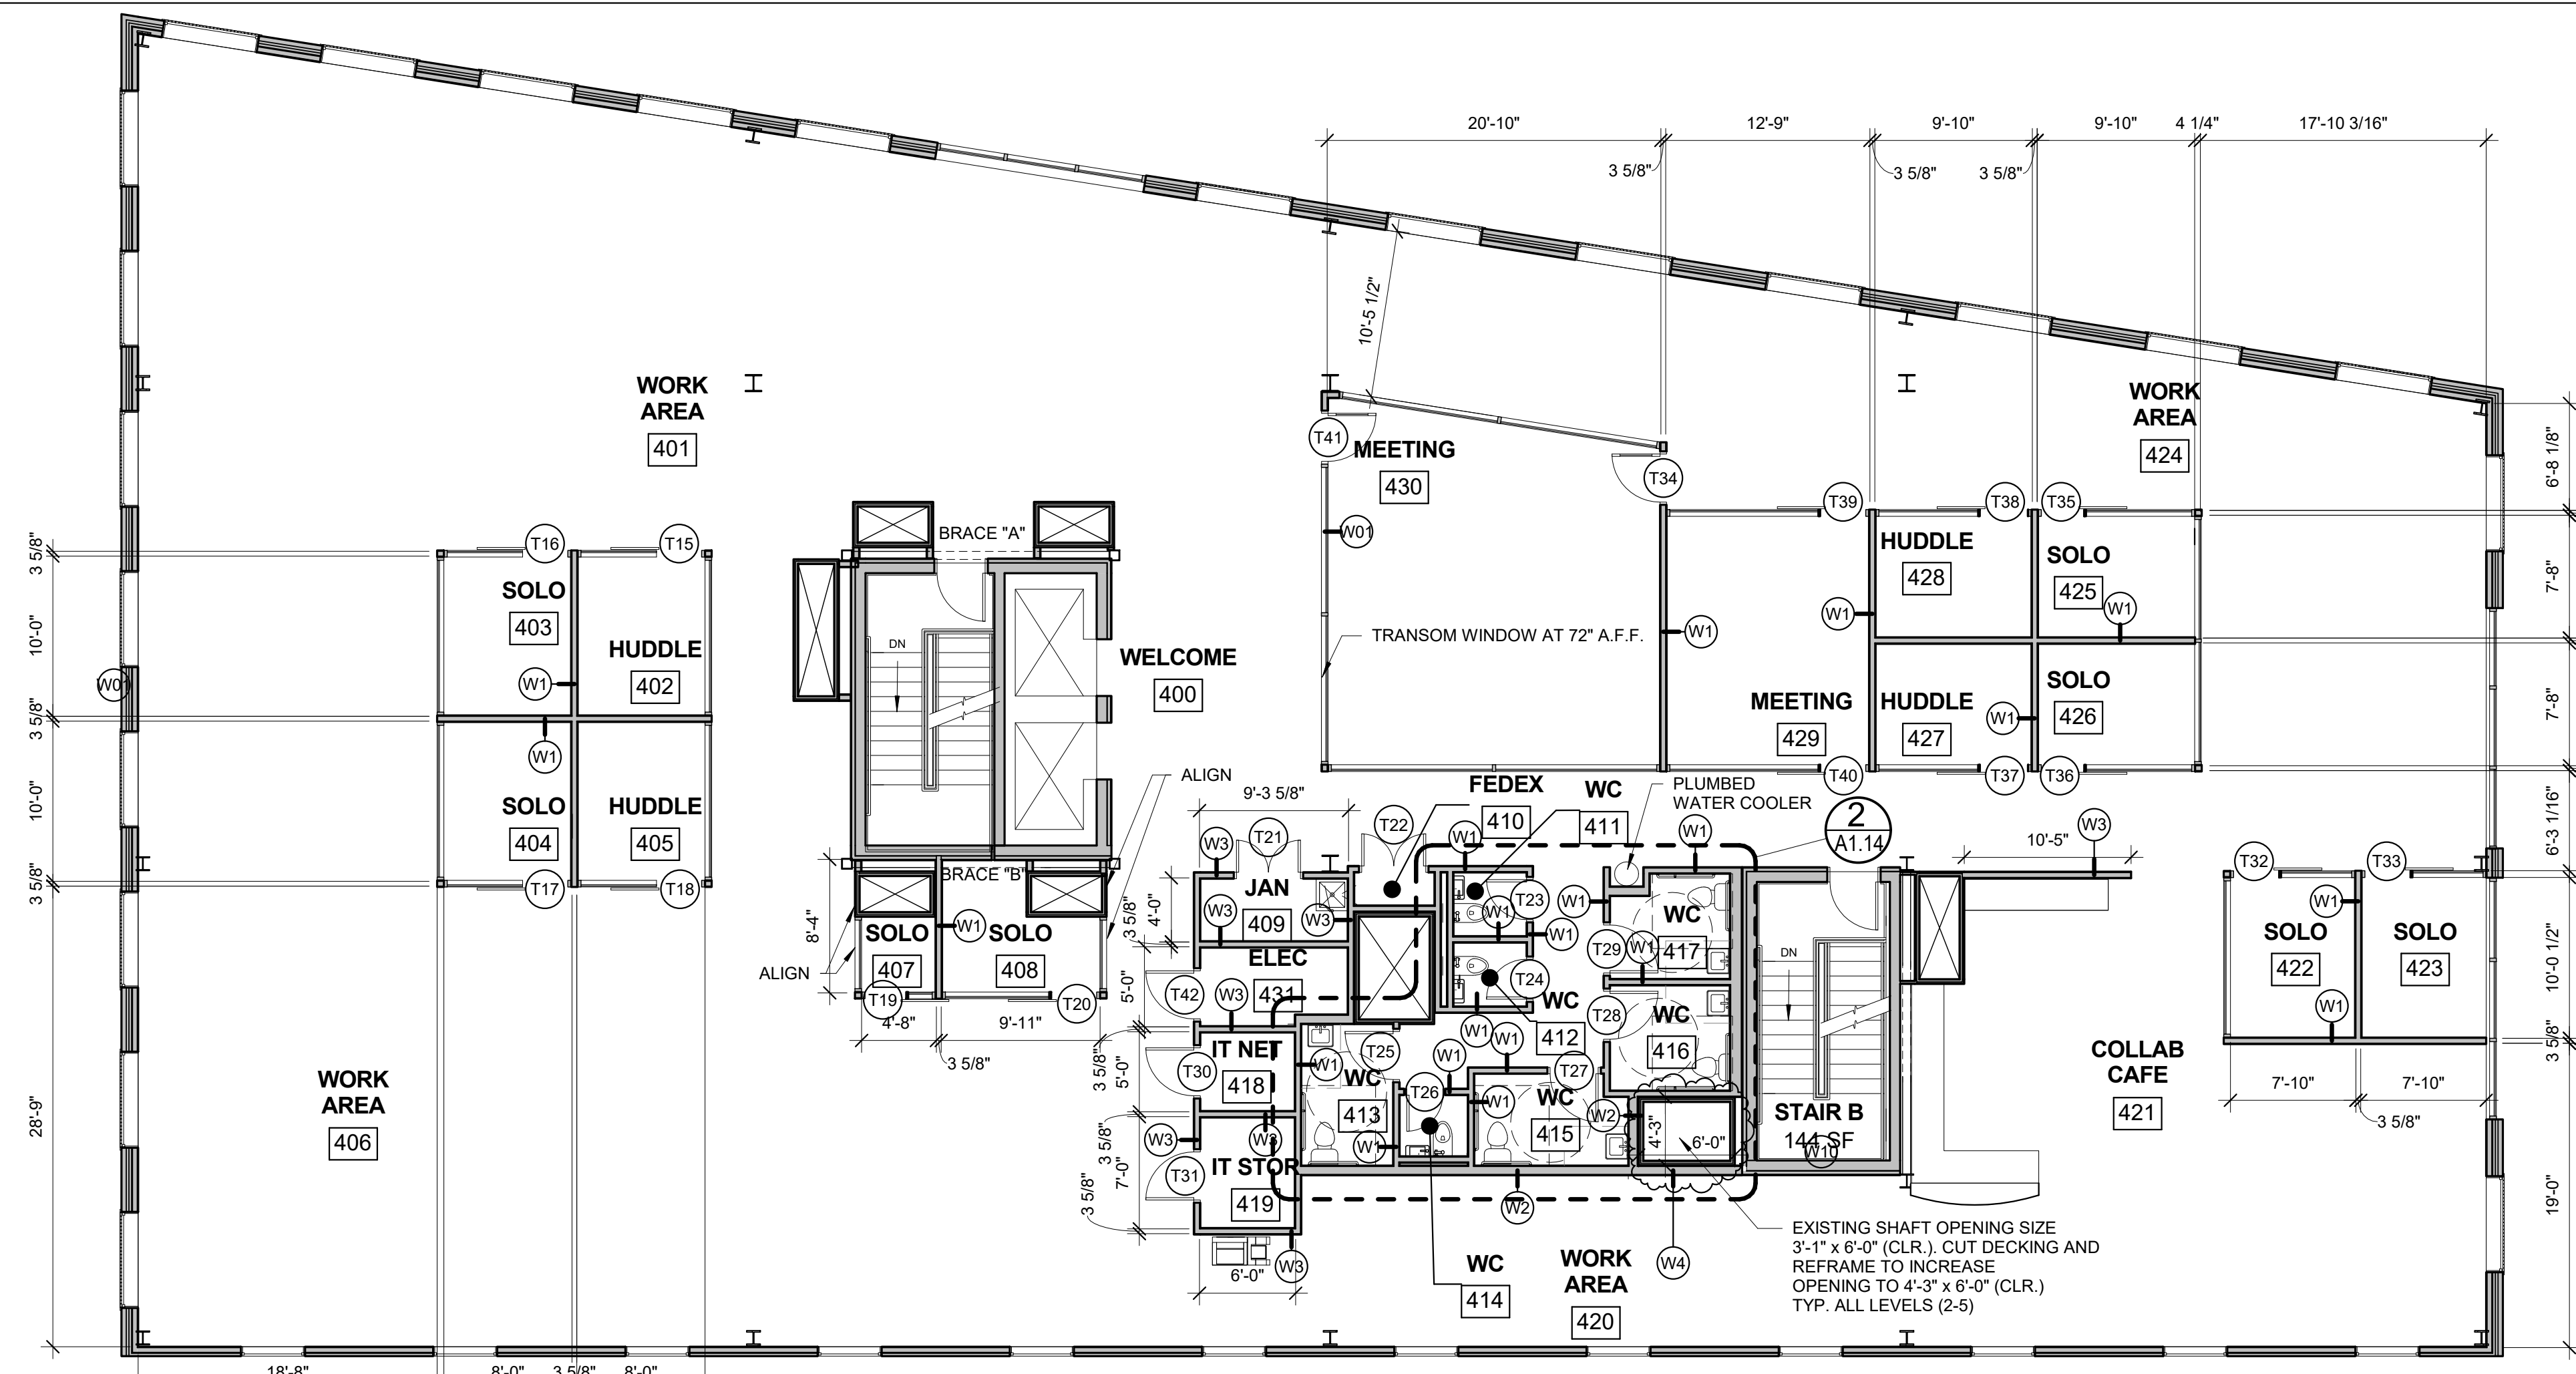 20'-10"
12'-9"
9'-10"
9'-10"
4 1/4"
17'-10 3/16"
3 5/8"
3 5/8"
3 5/8"
10'-5 1/2"
WORK
AREA
401
WORK
AREA
424
T41
MEETING
430
T34
6'-8 1/8"
T39
T38
T35
BRACE "A"
T16
T15
W01
HUDDLE
428
SOLO
425
3 5/8"
7'-8"
SOLO
403
W1
W1
W1
10'-0"
HUDDLE
402
DN
WELCOME
400
TRANSOM WINDOW AT 72" A.F.F.
W01
W1
MEETING
429
HUDDLE
427
W1
SOLO
426
7'-8"
3 5/8"
W1
T40
T37
T36
ALIGN
FEDEX
410
WC
411
PLUMBED
WATER COOLER
10'-0"
SOLO
404
HUDDLE
405
9'-3 5/8"
T21
T22
W3
W1
W1
2
A1.14
10'-5"
W3
6'-3 1/16"
3 5/8"
T17
T18
BRACE "B"
JAN
409
T32
T33
8'-4"
3 5/8"
4'-0"
W3
W3
T23
W1
W1
W1
WC
417
W1
SOLO
407
W1
SOLO
408
SOLO
422
SOLO
423
W1
ALIGN
T19
T20
4'-8"
9'-11"
3 5/8"
ELEC
431
5'-0"
T42
W3
T24
WC
412
T29
W1
DN
10'-0 1/2"
W1
W1
W1
T28
WC
416
3 5/8"
IT NET
418
3 5/8"
5'-0"
T30
W1
T25
WC
413
W1
T26
W1
T27
WC
415
W2
COLLAB
CAFE
421
7'-10"
7'-10"
3 5/8"
WORK
AREA
406
28'-9"
STAIR B
144 SF
W10
4'-3"
6'-0"
W3
W3
3 5/8"
7'-0"
3 5/8"
T31
IT STOR
419
W1
W2
19'-0"
W3
6'-0"
WC
414
WORK
AREA
420
W4
EXISTING SHAFT OPENING SIZE
3'-1" x 6'-0" (CLR.). CUT DECKING AND
REFRAME TO INCREASE
OPENING TO 4'-3" x 6'-0" (CLR.)
TYP. ALL LEVELS (2-5)
18'-8"
8'-0"
3 5/8"
8'-0"